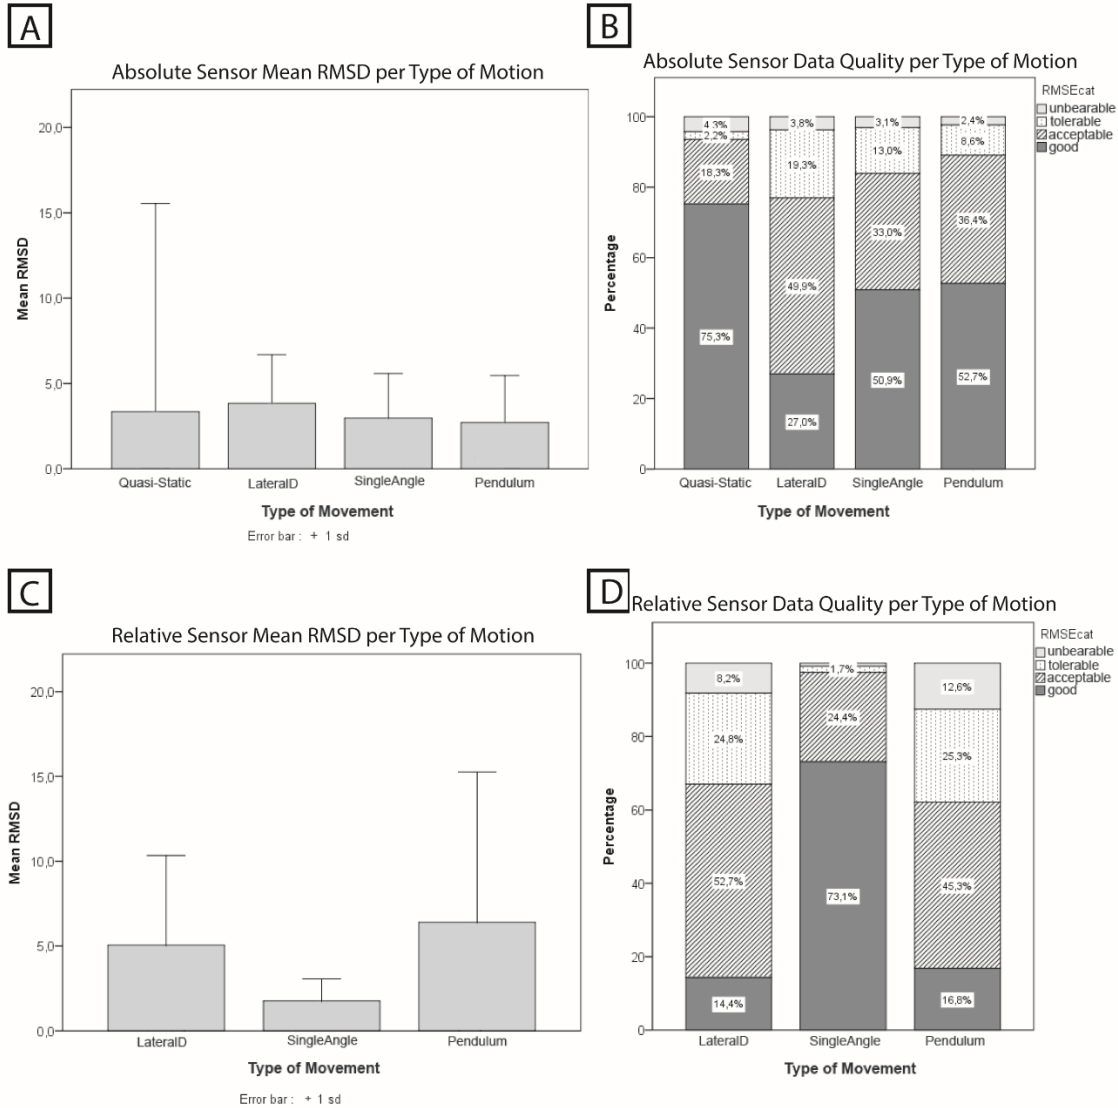 A
Absolute Sensor Mean RMSD per Type of Motion
20,0
15,0
10,0
5,0
0,0
Mean RMSD
Quasi-Static LateralD SingleAngle Pendulum
Type of Movement
Error bar : + 1 sd
B
Absolute Sensor Data Quality per Type of Motion
RMSEcat
unbearable
tolerable
acceptable
good
100
80
60
40
20
0
Percentage
4,3% 3,8% 3,1% 2,4%
2,2% 19,3% 13,0% 8,6%
18,3% 49,9% 33,0% 36,4%
75,3% 27,0% 50,9% 52,7%
Quasi-Static LateralD SingleAngle Pendulum
Type of Movement
C
Relative Sensor Mean RMSD per Type of Motion
20,0
15,0
10,0
5,0
0,0
Mean RMSD
LateralD SingleAngle Pendulum
Type of Movement
Error bar : + 1 sd
D
Relative Sensor Data Quality per Type of Motion
RMSEcat
unbearable
tolerable
acceptable
good
100
80
60
40
20
0
Percentage
8,2% 1,7% 12,6%
24,8% 24,4% 25,3%
52,7% 73,1% 45,3%
14,4% 16,8%
LateralD SingleAngle Pendulum
Type of Movement